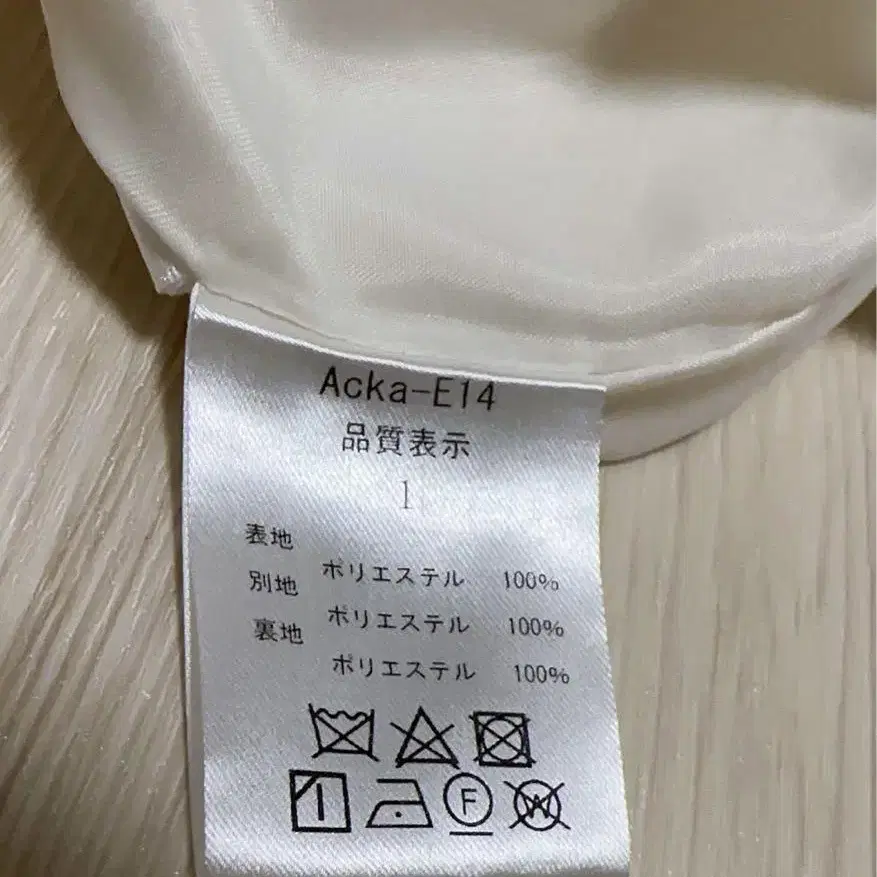 Acka-E14
品質表示
1
表地
ポリエステル 100%
別地
ポリエステル 100%
裏地
ポリエステル 100%
F
W